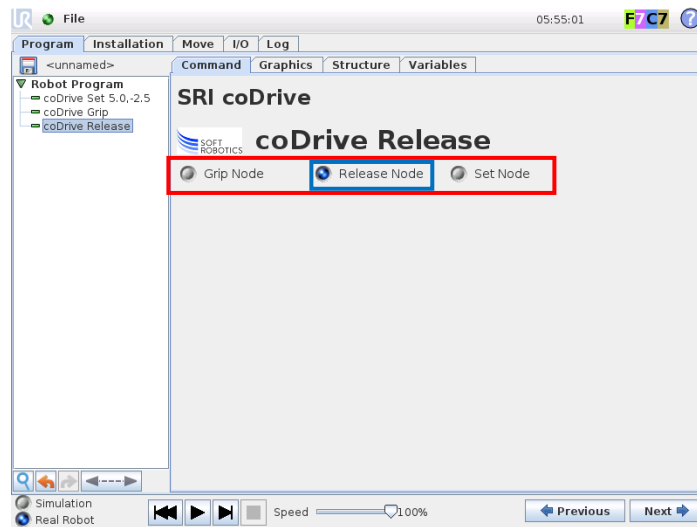 UR File 05:55:01 F7C7 ?
Program Installation Move I/O Log
<unnamed> Command Graphics Structure Variables
Robot Program
coDrive Set 5.0,-2.5
coDrive Grip
coDrive Release
SRI coDrive
SOFT ROBOTICS coDrive Release
Grip Node Release Node Set Node
Simulation
Real Robot
Speed 100% Previous Next